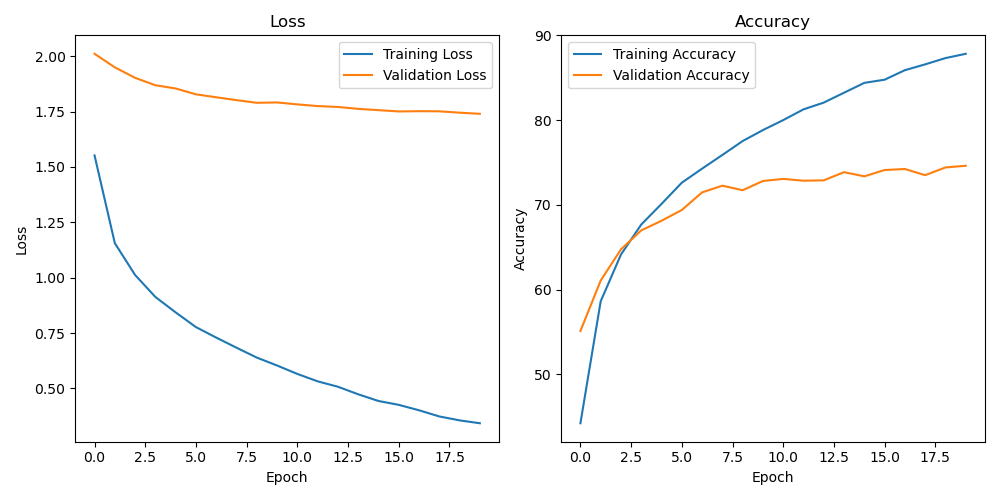 Loss
Training Loss
Validation Loss
2.00
1.75
1.50
1.25
1.00
0.75
0.50
Loss
0.0 2.5 5.0 7.5 10.0 12.5 15.0 17.5
Epoch
Accuracy
Training Accuracy
Validation Accuracy
90
80
70
60
50
Accuracy
0.0 2.5 5.0 7.5 10.0 12.5 15.0 17.5
Epoch